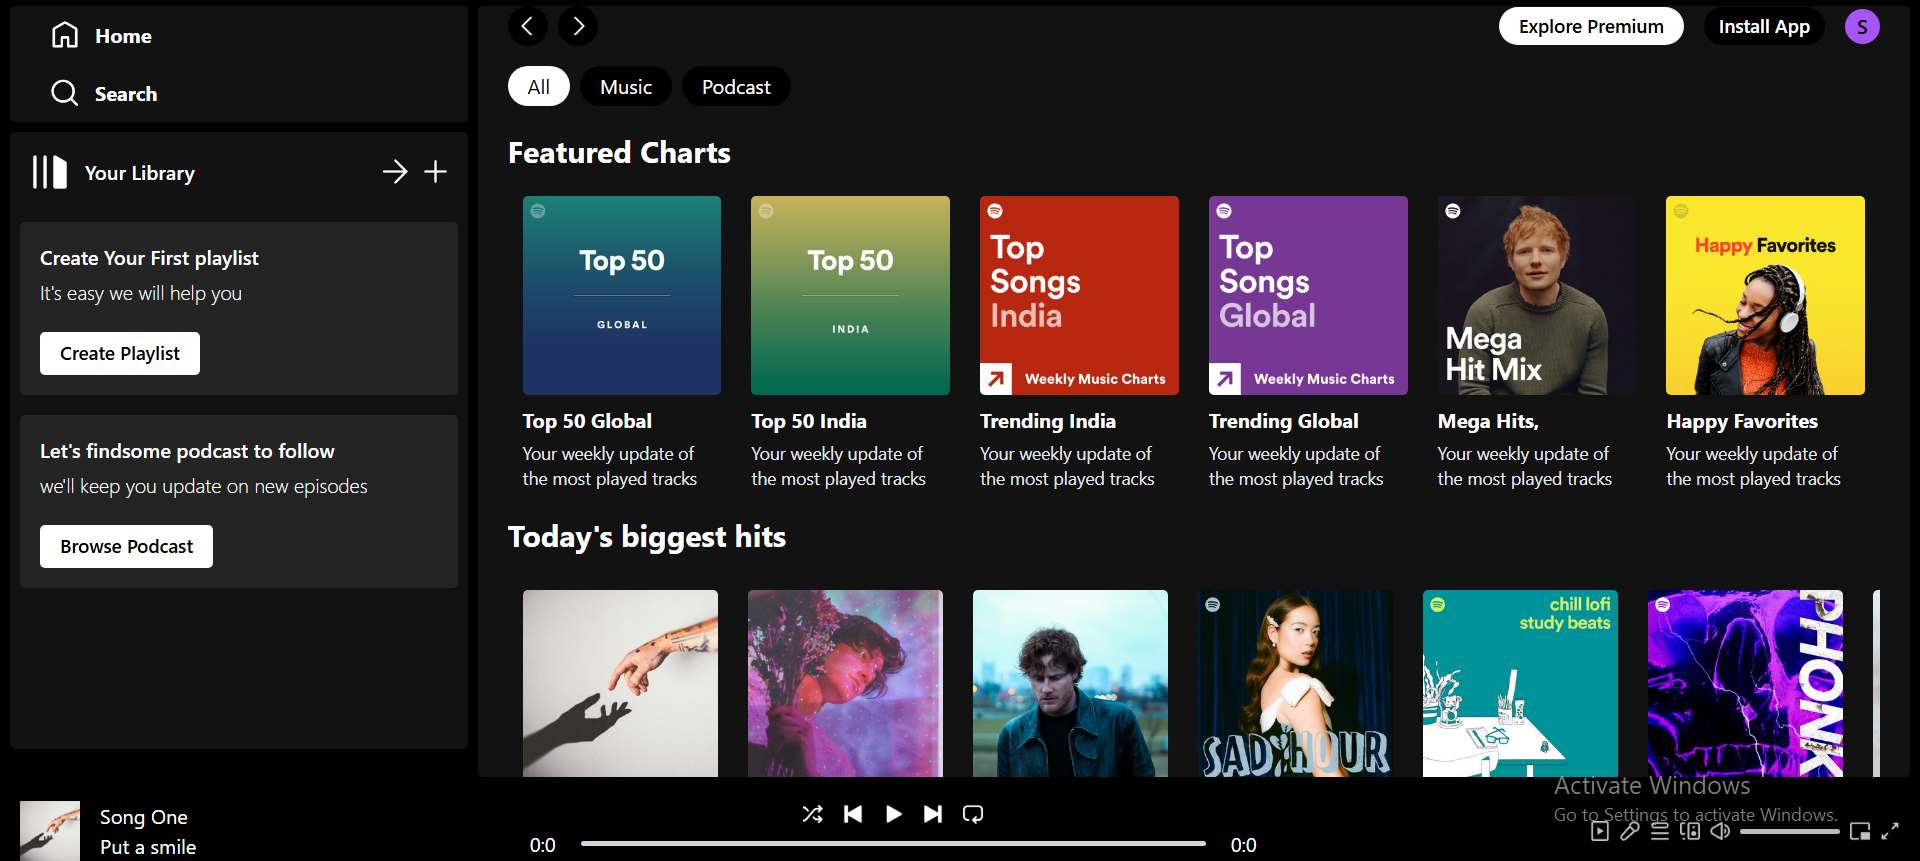 Home
Search
Your Library
Create Your First playlist
It's easy we will help you
Create Playlist
Let's findsome podcast to follow
we'll keep you update on new episodes
Browse Podcast
Explore Premium
Install App
S
All
Music
Podcast
Featured Charts
Top 50
GLOBAL
Top 50
INDIA
Top
Songs
India
Weekly Music Charts
Top
Songs
Global
Weekly Music Charts
Mega
Hit Mix
Happy Favorites
Top 50 Global
Your weekly update of
the most played tracks
Top 50 India
Your weekly update of
the most played tracks
Trending India
Your weekly update of
the most played tracks
Trending Global
Your weekly update of
the most played tracks
Mega Hits,
Your weekly update of
the most played tracks
Happy Favorites
Your weekly update of
the most played tracks
Today's biggest hits
SAD HOUR
chill lofi
study beats
PHONK
Activate Windows
Go to Settings to activate Windows.
Song One
Put a smile
0:0
0:0